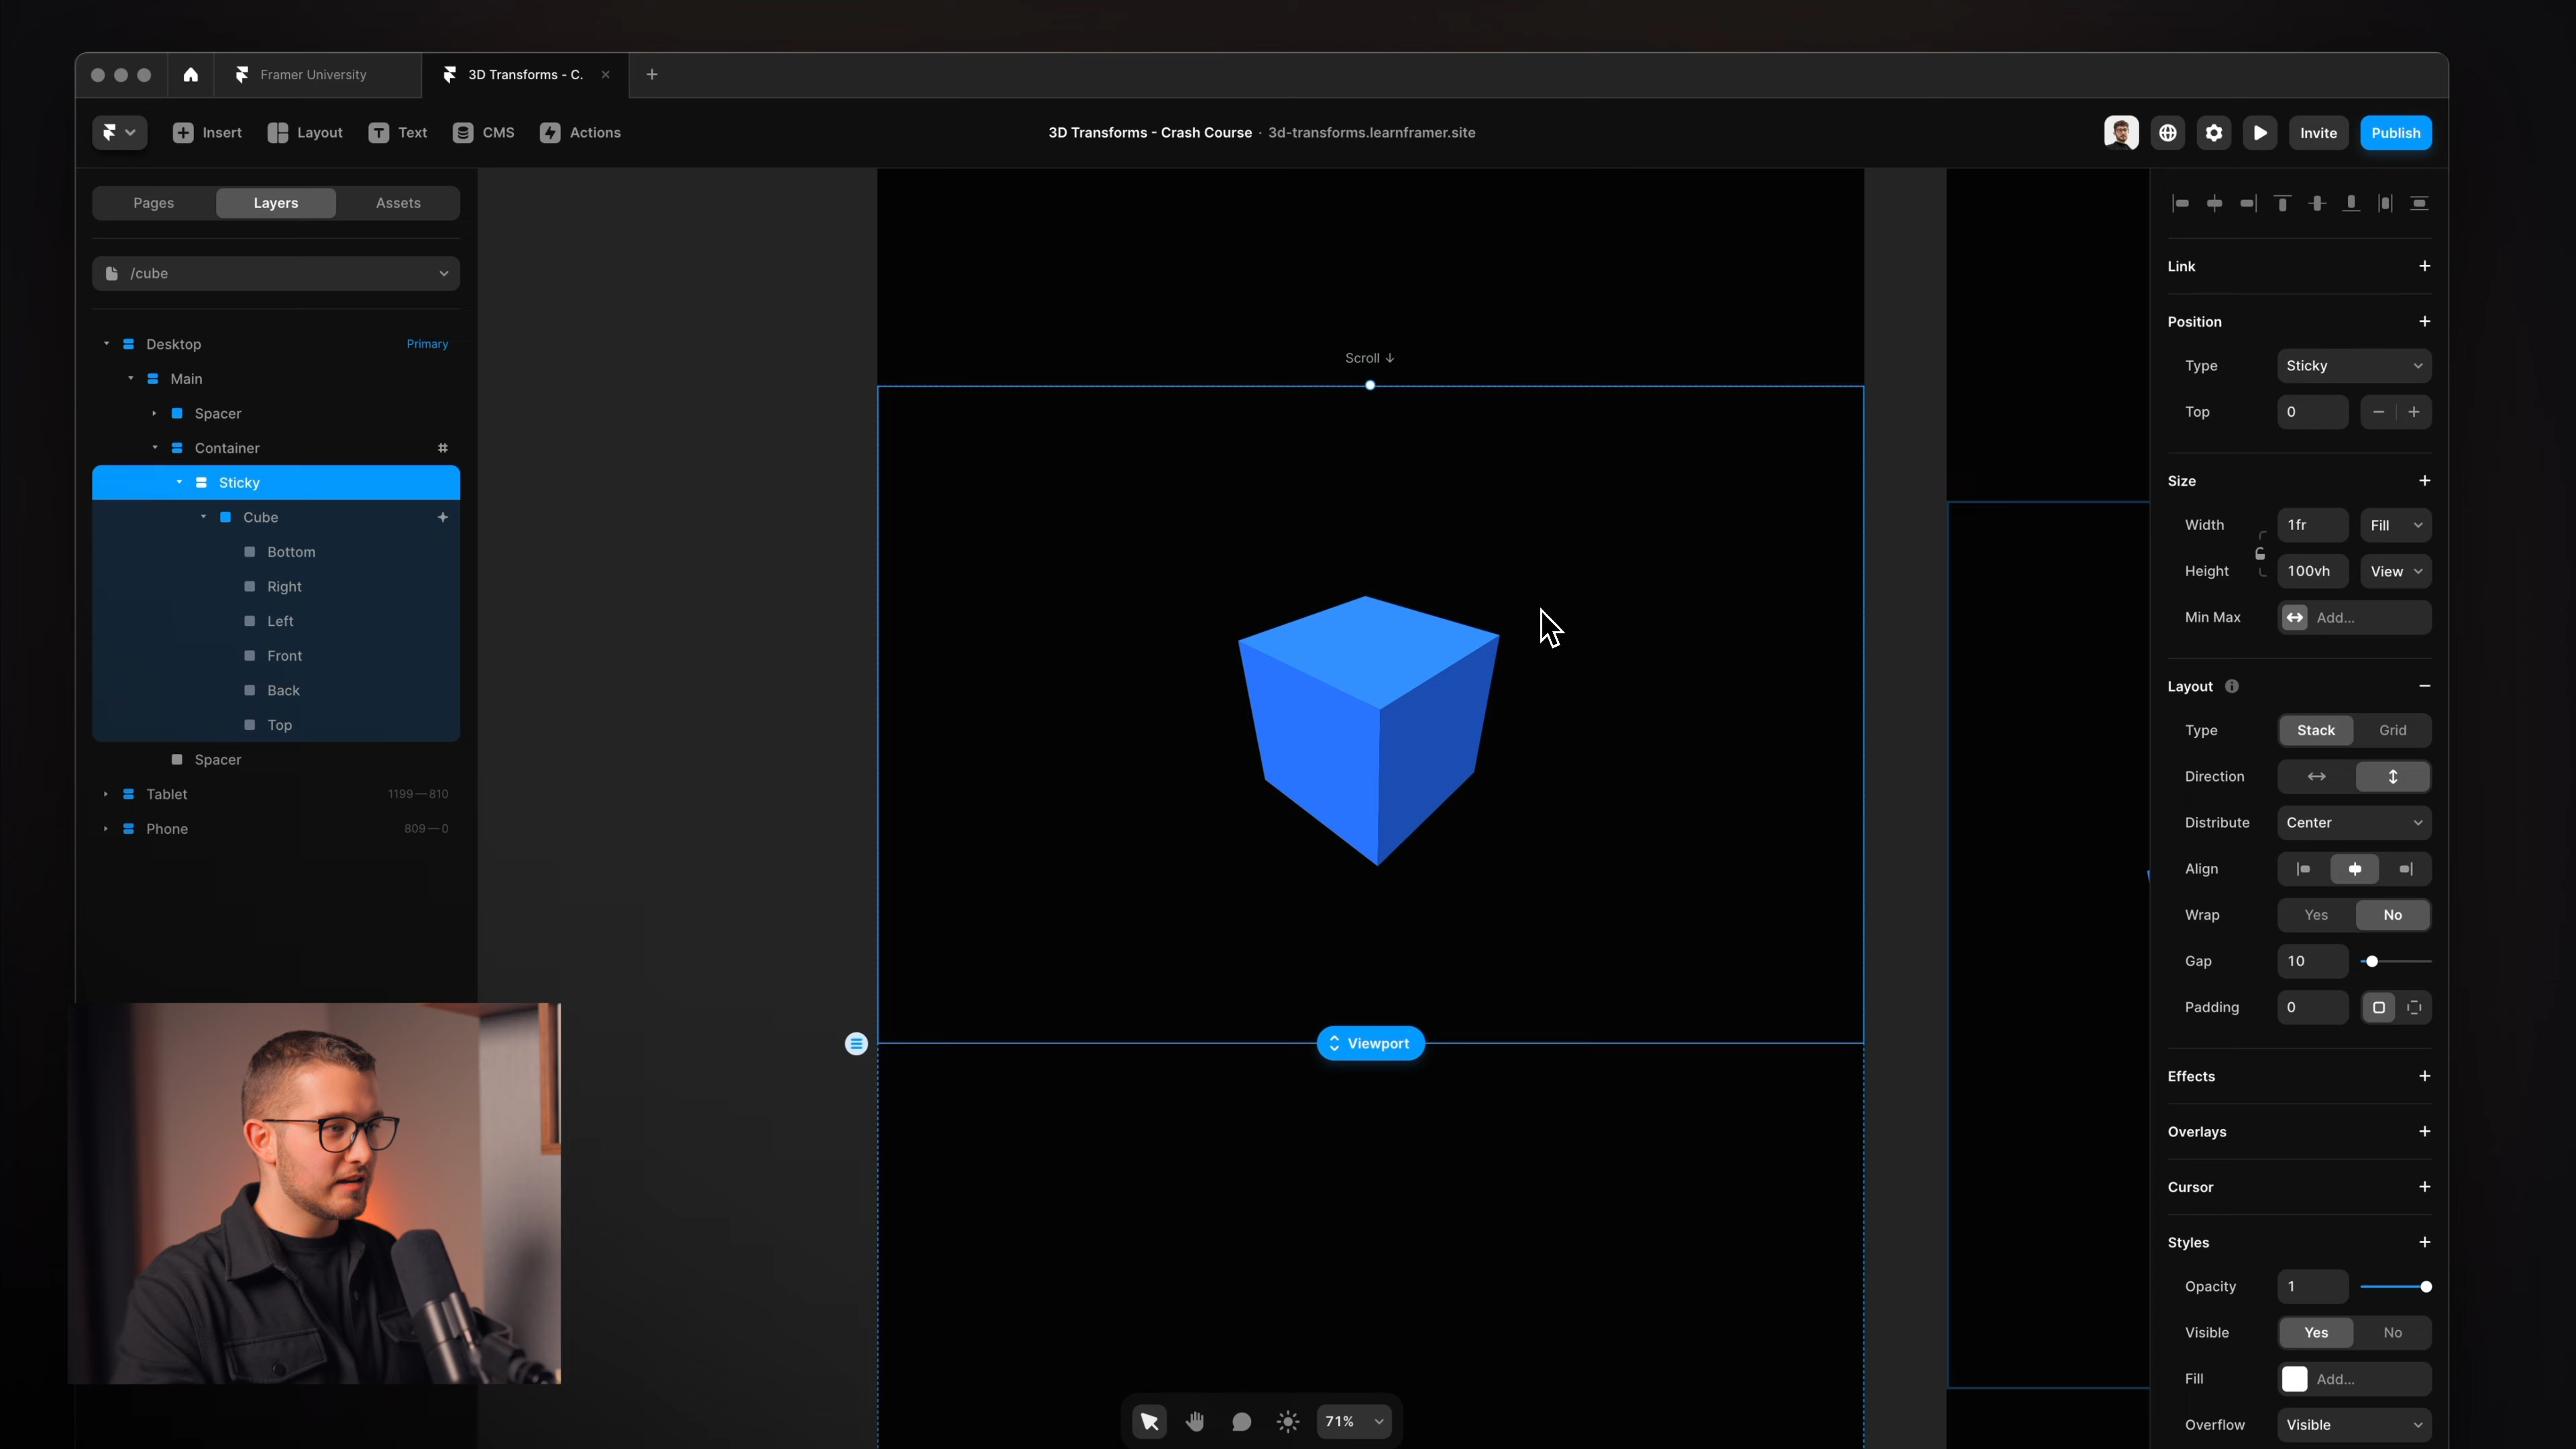 Framer University
3D Transforms - C.
Insert
Layout
Text
CMS
Actions
3D Transforms - Crash Course · 3d-transforms.learnframer.site
Invite
Publish
Pages
Layers
Assets
/cube
Desktop
Primary
Main
Spacer
Container
Sticky
Cube
Bottom
Right
Left
Front
Back
Top
Spacer
Tablet
1199—810
Phone
809—0
Scroll ↓
Viewport
71%
Link
Position
Type
Sticky
Top
0
Size
Width
1fr
Fill
Height
100vh
View
Min Max
Add...
Layout
Type
Stack
Grid
Direction
Distribute
Center
Align
Wrap
Yes
No
Gap
10
Padding
0
Effects
Overlays
Cursor
Styles
Opacity
1
Visible
Yes
No
Fill
Add...
Overflow
Visible